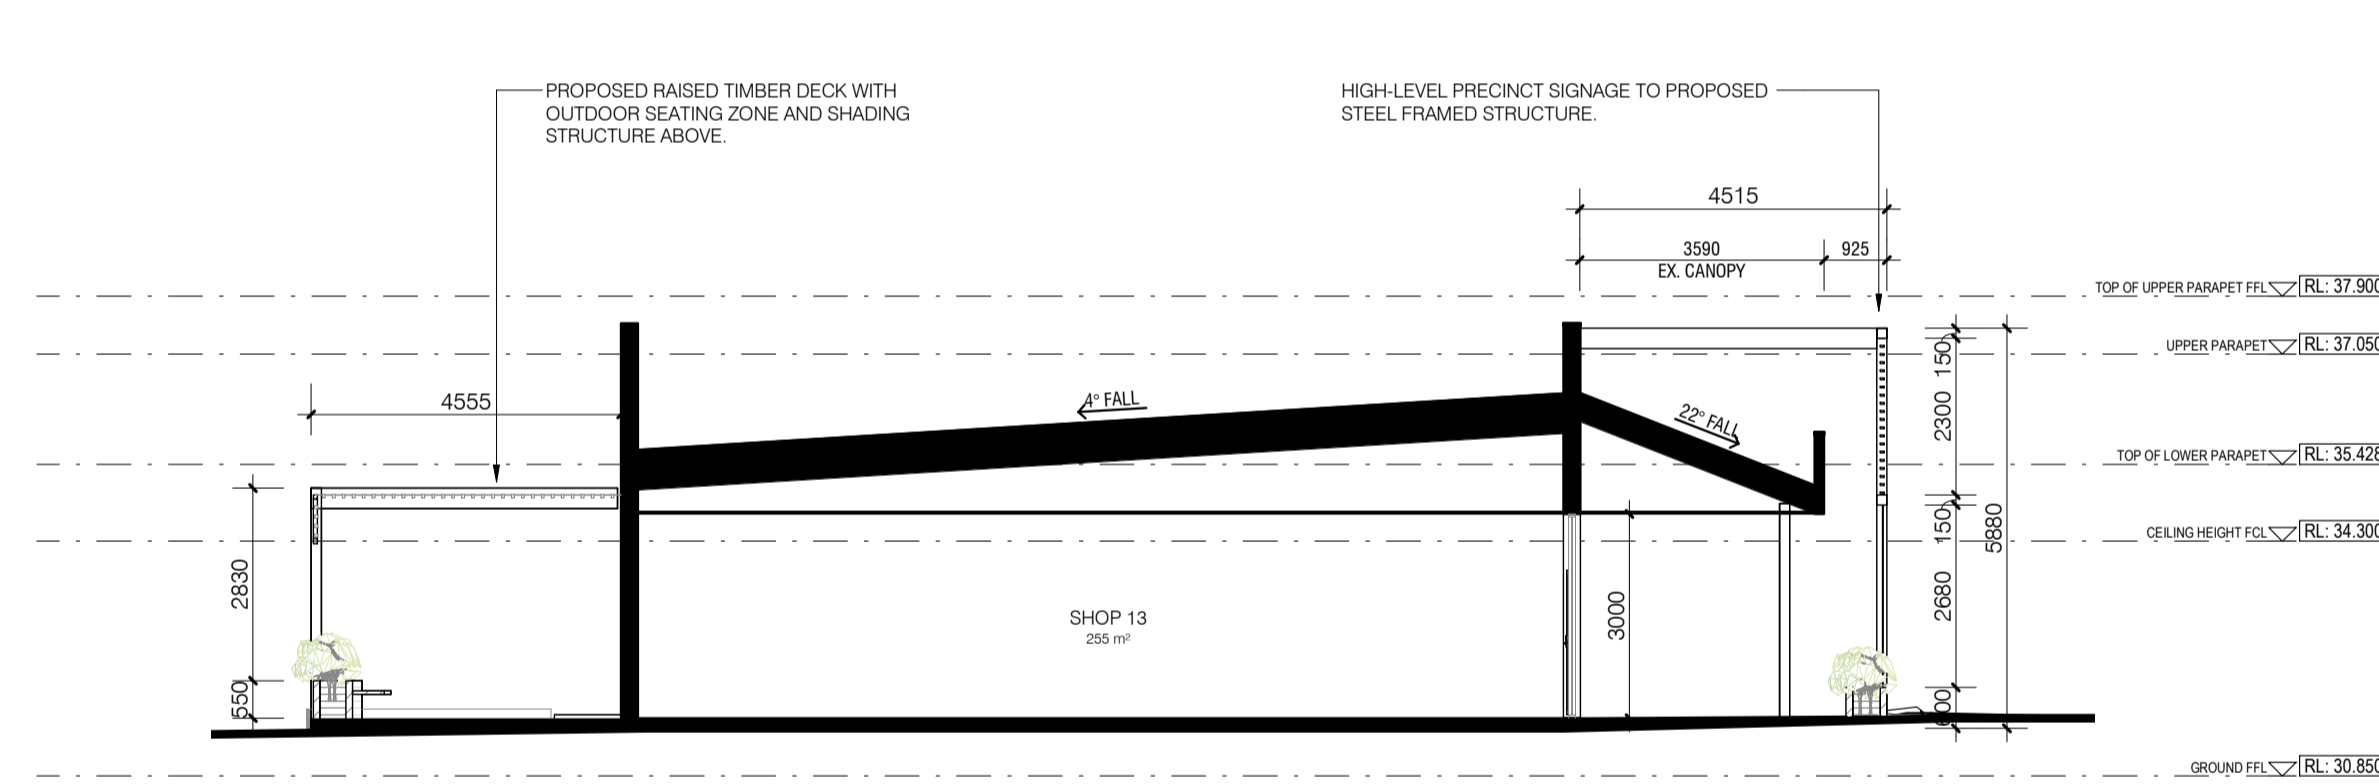 PROPOSED RAISED TIMBER DECK WITH
OUTDOOR SEATING ZONE AND SHADING
STRUCTURE ABOVE.
HIGH-LEVEL PRECINCT SIGNAGE TO PROPOSED
STEEL FRAMED STRUCTURE.
4515
3590
925
EX. CANOPY
TOP OF UPPER PARAPET FFL
RL: 37.900
UPPER PARAPET
RL: 37.050
150
4555
4° FALL
22° FALL
2300
TOP OF LOWER PARAPET
RL: 35.428
150
5880
CEILING HEIGHT FCL
RL: 34.300
2830
SHOP 13
255 m²
3000
2680
550
600
GROUND FFL
RL: 30.850